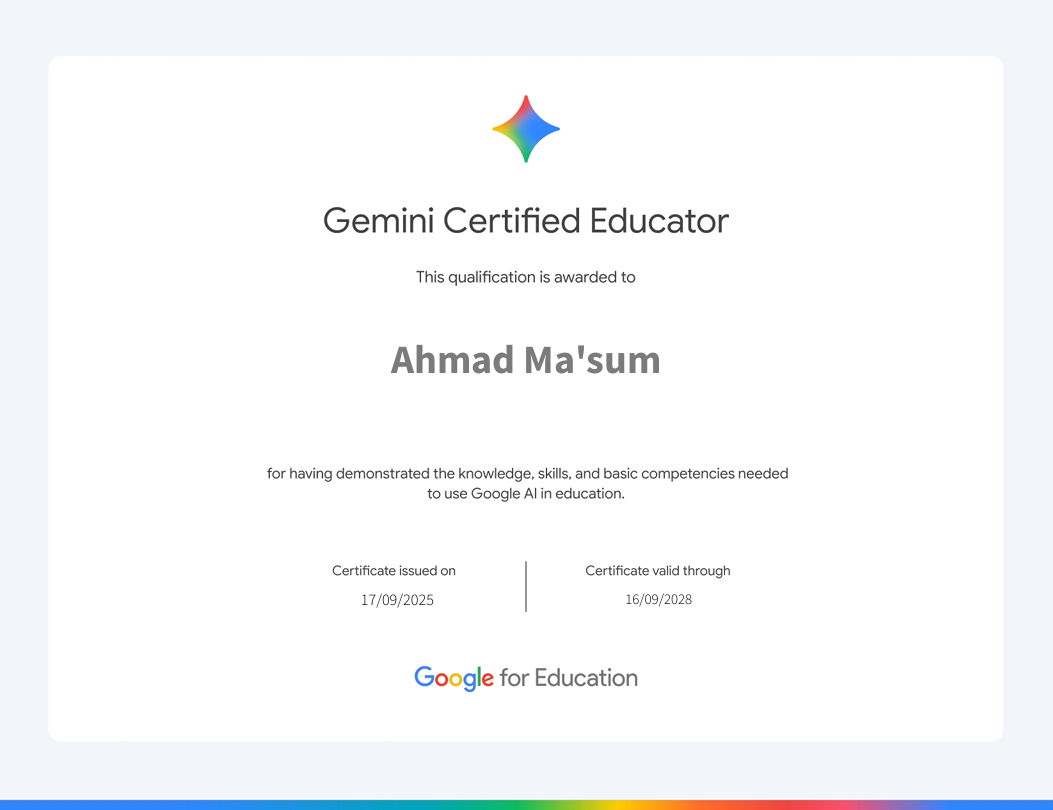 Gemini Certified Educator
This qualification is awarded to
Ahmad Ma'sum
for having demonstrated the knowledge, skills, and basic competencies needed
to use Google AI in education.
Certificate issued on
17/09/2025
Certificate valid through
16/09/2028
Google for Education